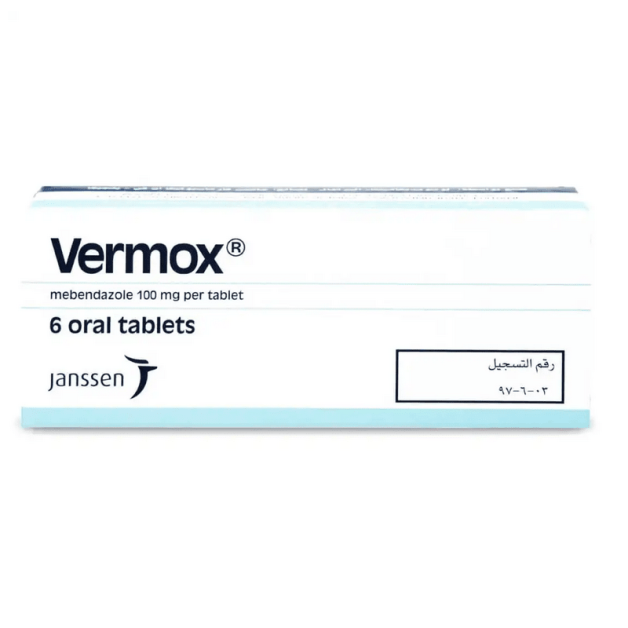 Vermox®
mebendazole 100 mg per tablet
6 oral tablets
janssen
رقم التسجيل
٩٧-٦-٠٣